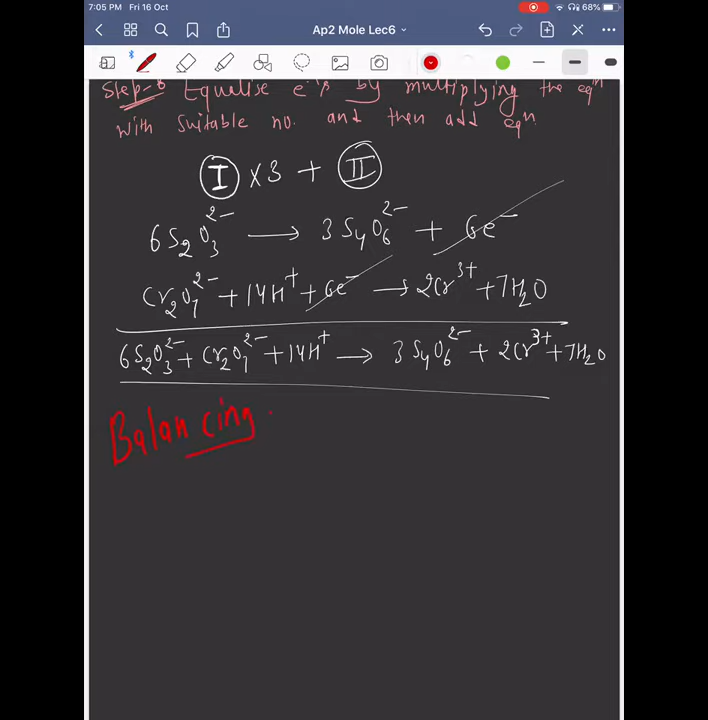 7:05 PM Fri 16 Oct 68%
Ap2 Mole Lec6
Step-8 Equalise e⁻'s by multiplying the eqⁿ
with suitable no. and then add eqn.
I ×3 + II
6S₂O₃²⁻ → 3S₄O₆²⁻ + 6e⁻
Cr₂O₇²⁻ + 14H⁺ + 6e⁻ → 2Cr³⁺ + 7H₂O
6S₂O₃²⁻ + Cr₂O₇²⁻ + 14H⁺ → 3S₄O₆²⁻ + 2Cr³⁺ + 7H₂O
Balancing